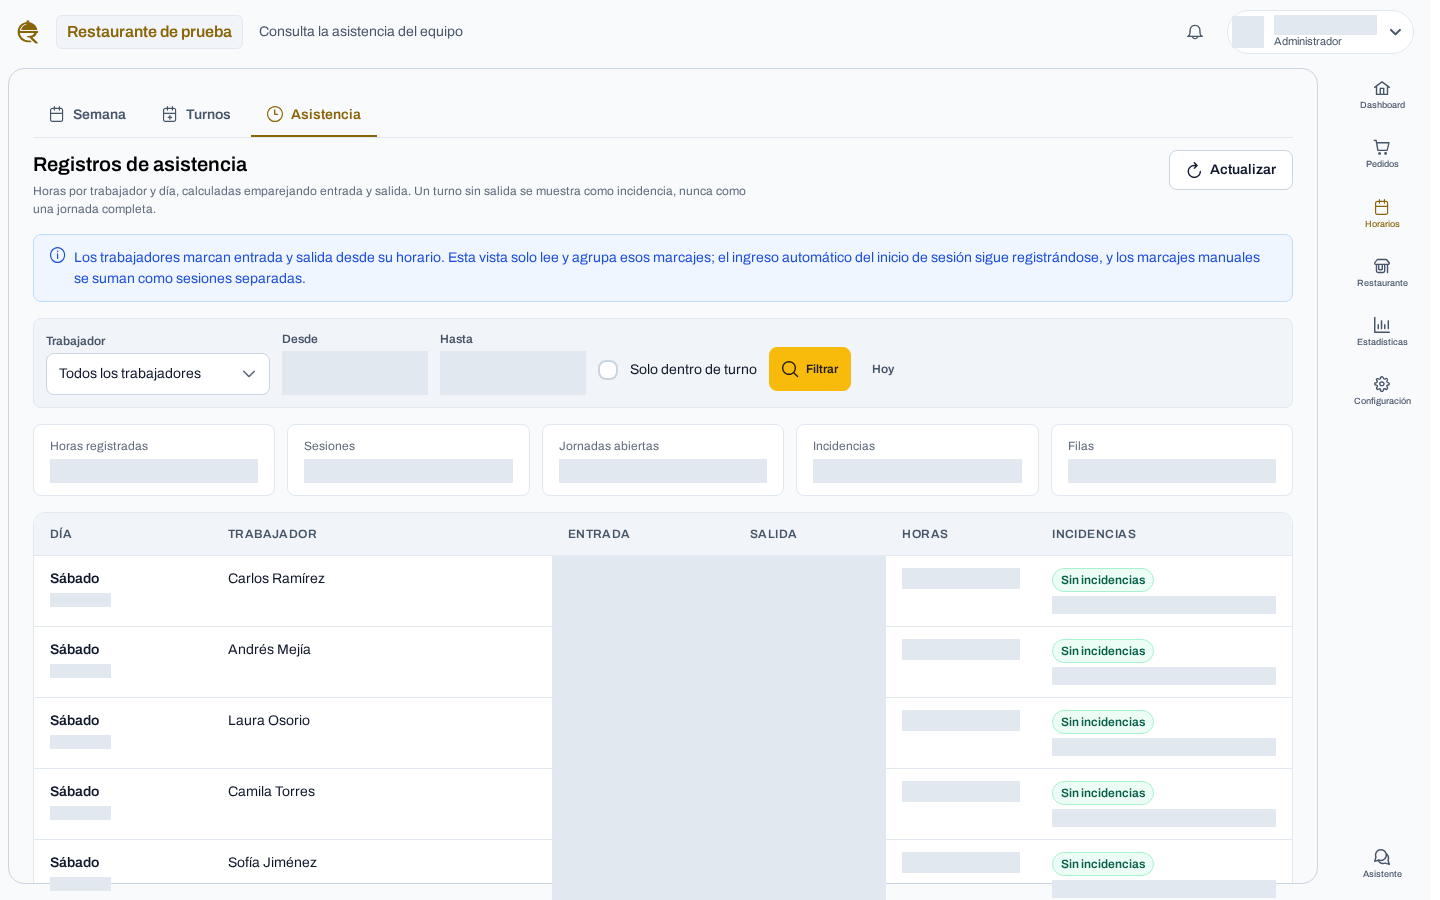 Restaurante de prueba
Consulta la asistencia del equipo
Administrador
Semana
Turnos
Asistencia
Registros de asistencia
Horas por trabajador y día, calculadas emparejando entrada y salida. Un turno sin salida se muestra como incidencia, nunca como
una jornada completa.
Actualizar
Los trabajadores marcan entrada y salida desde su horario. Esta vista solo lee y agrupa esos marcajes; el ingreso automático del inicio de sesión sigue registrándose, y los marcajes manuales
se suman como sesiones separadas.
Trabajador
Todos los trabajadores
Desde
Hasta
Solo dentro de turno
Filtrar
Hoy
Horas registradas
Sesiones
Jornadas abiertas
Incidencias
Filas
DÍA
TRABAJADOR
ENTRADA
SALIDA
HORAS
INCIDENCIAS
Sábado
Carlos Ramírez
Sin incidencias
Sábado
Andrés Mejía
Sin incidencias
Sábado
Laura Osorio
Sin incidencias
Sábado
Camila Torres
Sin incidencias
Sábado
Sofía Jiménez
Sin incidencias
Dashboard
Pedidos
Horarios
Restaurante
Estadísticas
Configuración
Asistente